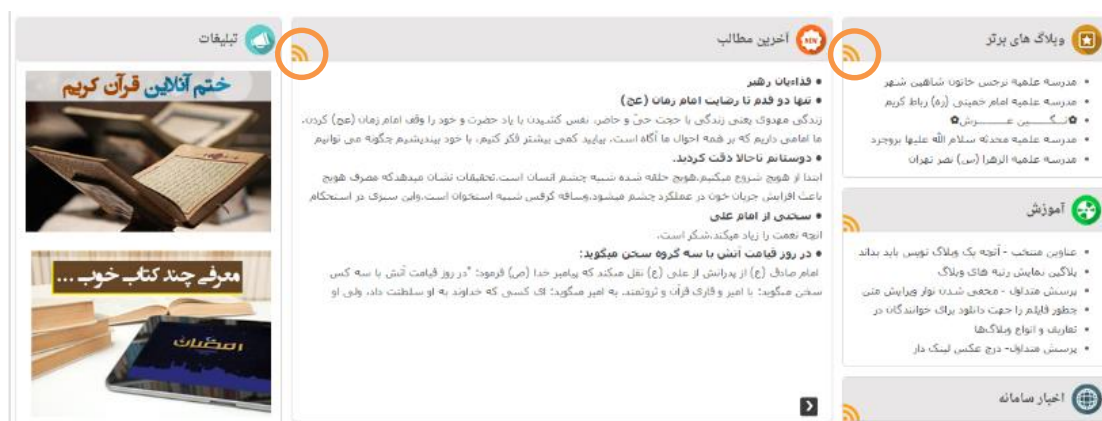 وبلاگ های برتر
مدرسه علمیه نرجس خاتون شاهین شهر
مدرسه علمیه امام خمینی (ره) رباط کریم
✿نــگـــــــین عـــــــــرش✿
مدرسه علمیه محدثه سلام الله علیها بروجرد
مدرسه علمیه الزهرا (س) نصر تهران
آموزش
عناوین منتخب - آنچه یک وبلاگ نویس باید بداند
پلاگین نمایش رتبه های وبلاگ
پرسش متداول - مخفی شدن نوار ویرایش متن
چطور فایلم را جهت دانلود برای خوانندگان در
تعاریف و انواع وبلاگ‌ها
پرسش متداول- درج عکس لینک دار
اخبار سامانه
NEW
آخرین مطالب
فدائیان رهبر
تنها دو قدم تا رضایت امام زمان (عج)
زندگی مهدوی یعنی زندگی با حجت حیّ و حاضر، نفس کشیدن با یاد حضرت و خود را وقف امام زمان (عج) کردن.
ما امامی داریم که بر همه احوال ما آگاه است، بیایید کمی بیشتر فکر کنیم، با خود بیندیشیم چگونه می توانیم
دوستانم تاحالا دقت کردید.
ابتدا از هویج شروع میکنیم.هویج حلقه شده شبیه چشم انسان است.تحقیقات نشان میدهدکه مصرف هویج
باعث افزایش جریان خون در عملکرد چشم میشود.وساقه کرفس شبیه استخوان است.واین سبزی در استحکام
سخنی از امام علی
انچه نعمت را زیاد میکند.شکر است.
در روز قیامت آتش با سه گروه سخن میگوید:
امام صادق (ع) از پدرانش از علی (ع) نقل میکند که پیامبر خدا (ص) فرمود: "در روز قیامت آتش با سه کس
سخن میگوید: با امیر و قاری قرآن و ثروتمند. به امیر میگوید: ای کسی که خداوند به او سلطنت داد، ولی او
تبلیغات
ختم آنلاین قرآن کریم
معرفی چند کتاب خوب ...
رمضان